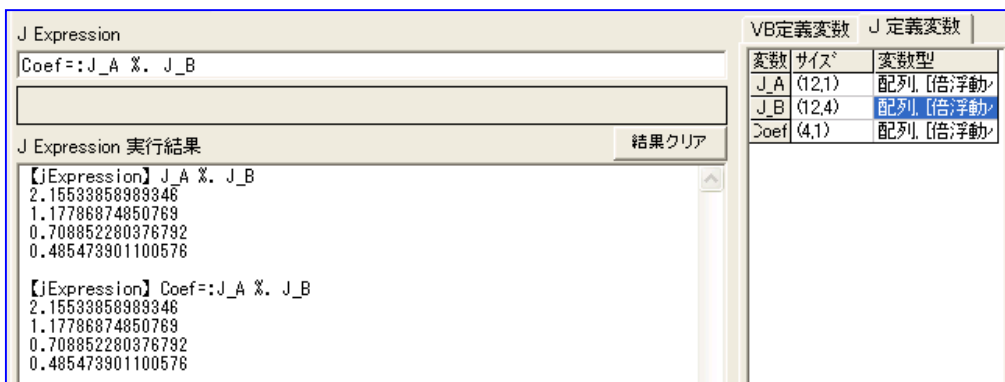 J Expression
Coef=:J_A %. J_B
J Expression 実行結果
結果クリア
【jExpression】J_A %. J_B
2.15533858989346
1.17786874850769
0.708852280376792
0.485473901100576
【jExpression】Coef=:J_A %. J_B
2.15533858989346
1.17786874850769
0.708852280376792
0.485473901100576
VB定義変数 J 定義変数
変数 サイズ 変数型
J_A (12,1) 配列, [倍浮動
J_B (12,4) 配列, [倍浮動
Coef (4,1) 配列, [倍浮動